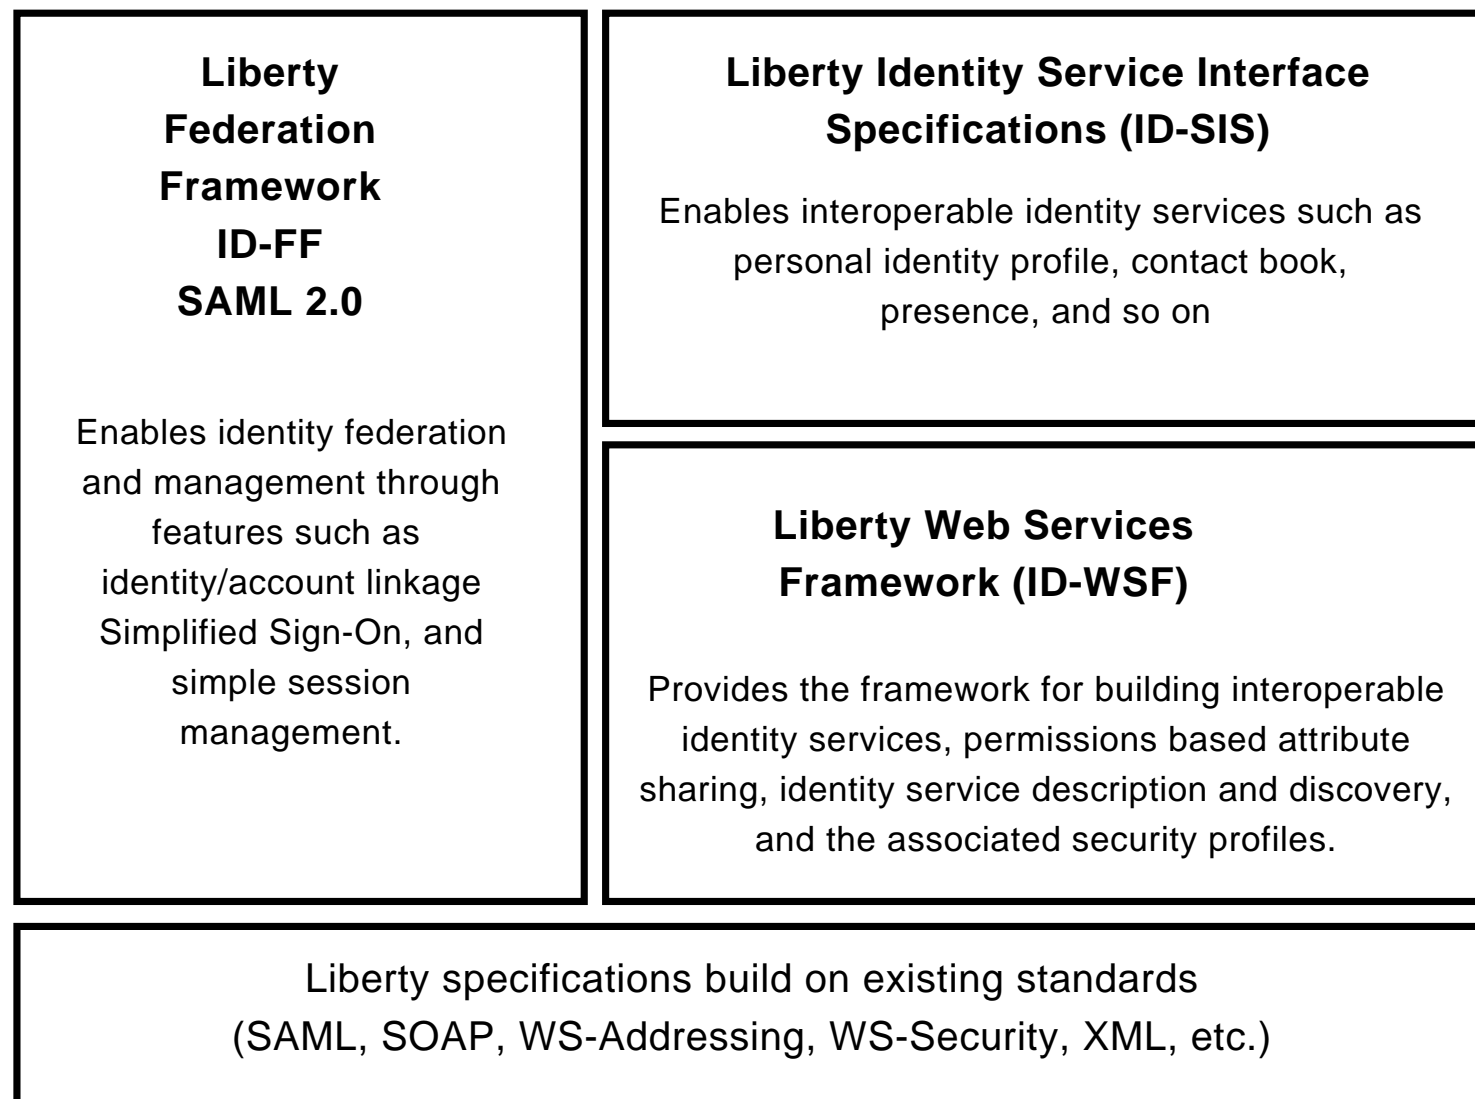 Liberty
Federation
Framework
ID-FF
SAML 2.0
Enables identity federation
and management through
features such as
identity/account linkage
Simplified Sign-On, and
simple session
management.
Liberty Identity Service Interface
Specifications (ID-SIS)
Enables interoperable identity services such as
personal identity profile, contact book,
presence, and so on
Liberty Web Services
Framework (ID-WSF)
Provides the framework for building interoperable
identity services, permissions based attribute
sharing, identity service description and discovery,
and the associated security profiles.
Liberty specifications build on existing standards
(SAML, SOAP, WS-Addressing, WS-Security, XML, etc.)